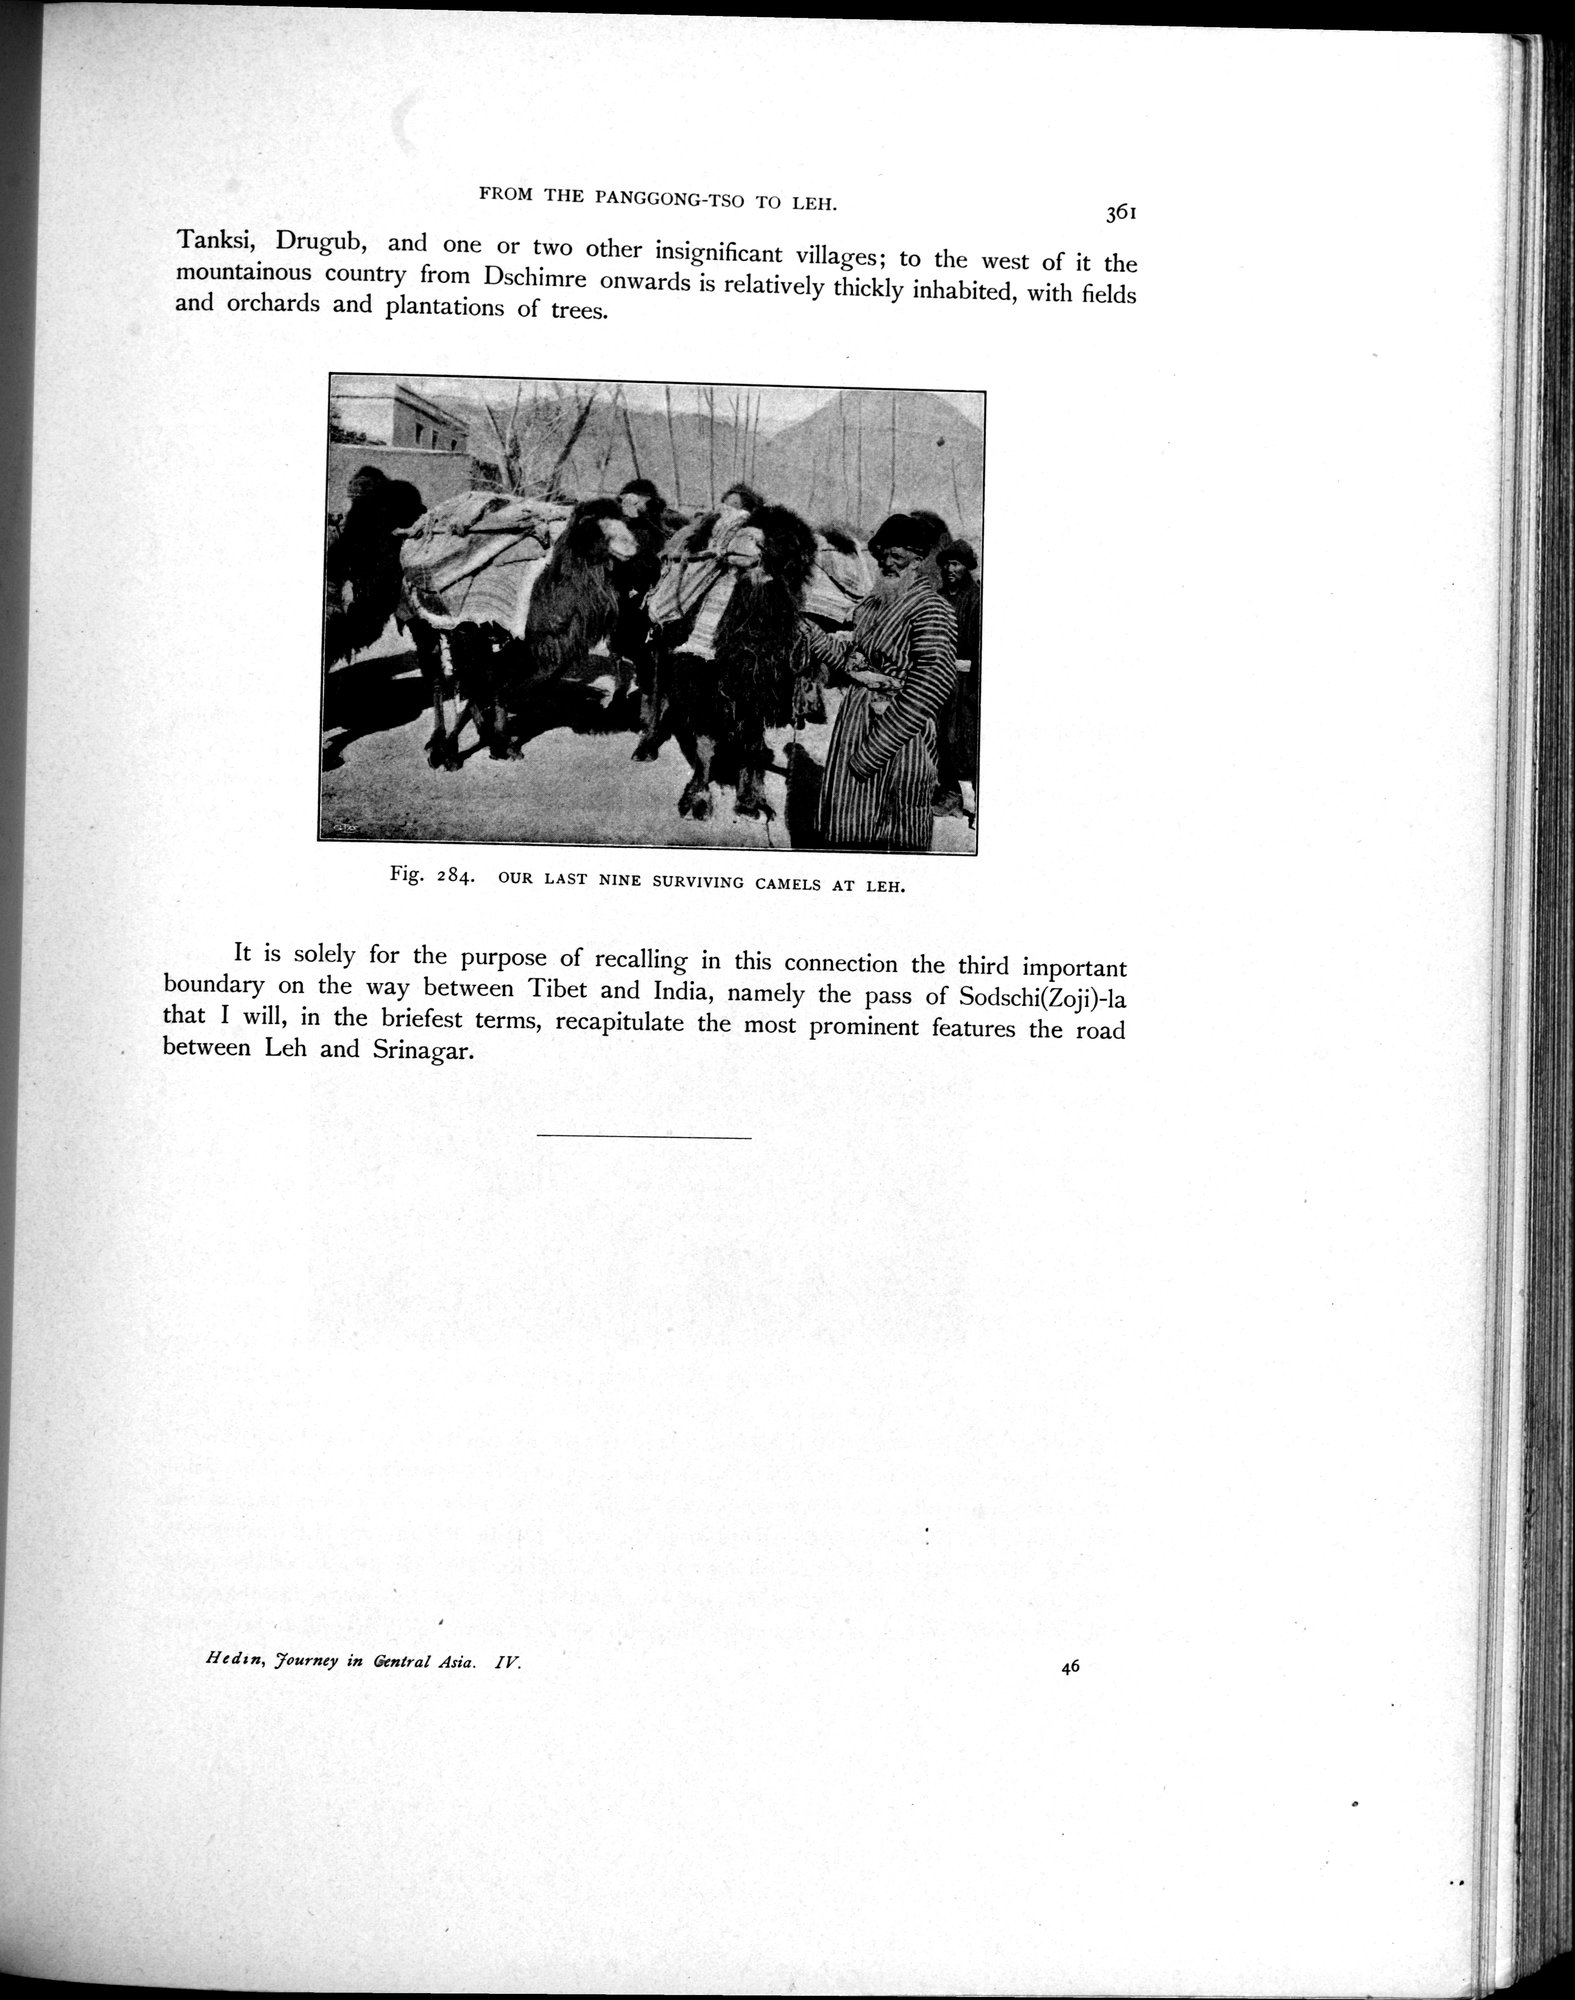 FROM THE PANGGONG-TSO TO LEH. 361
Tanksi, Drugub, and one or two other insignificant villages; to the west of it the
mountainous country from Dschimre onwards is relatively thickly inhabited, with fields
and orchards and plantations of trees.
Fig. 284. OUR LAST NINE SURVIVING CAMELS AT LEH.
It is solely for the purpose of recalling in this connection the third important
boundary on the way between Tibet and India, namely the pass of Sodschi(Zoji)-la
that I will, in the briefest terms, recapitulate the most prominent features the road
between Leh and Srinagar.
Hedin, Journey in Central Asia. IV. 46